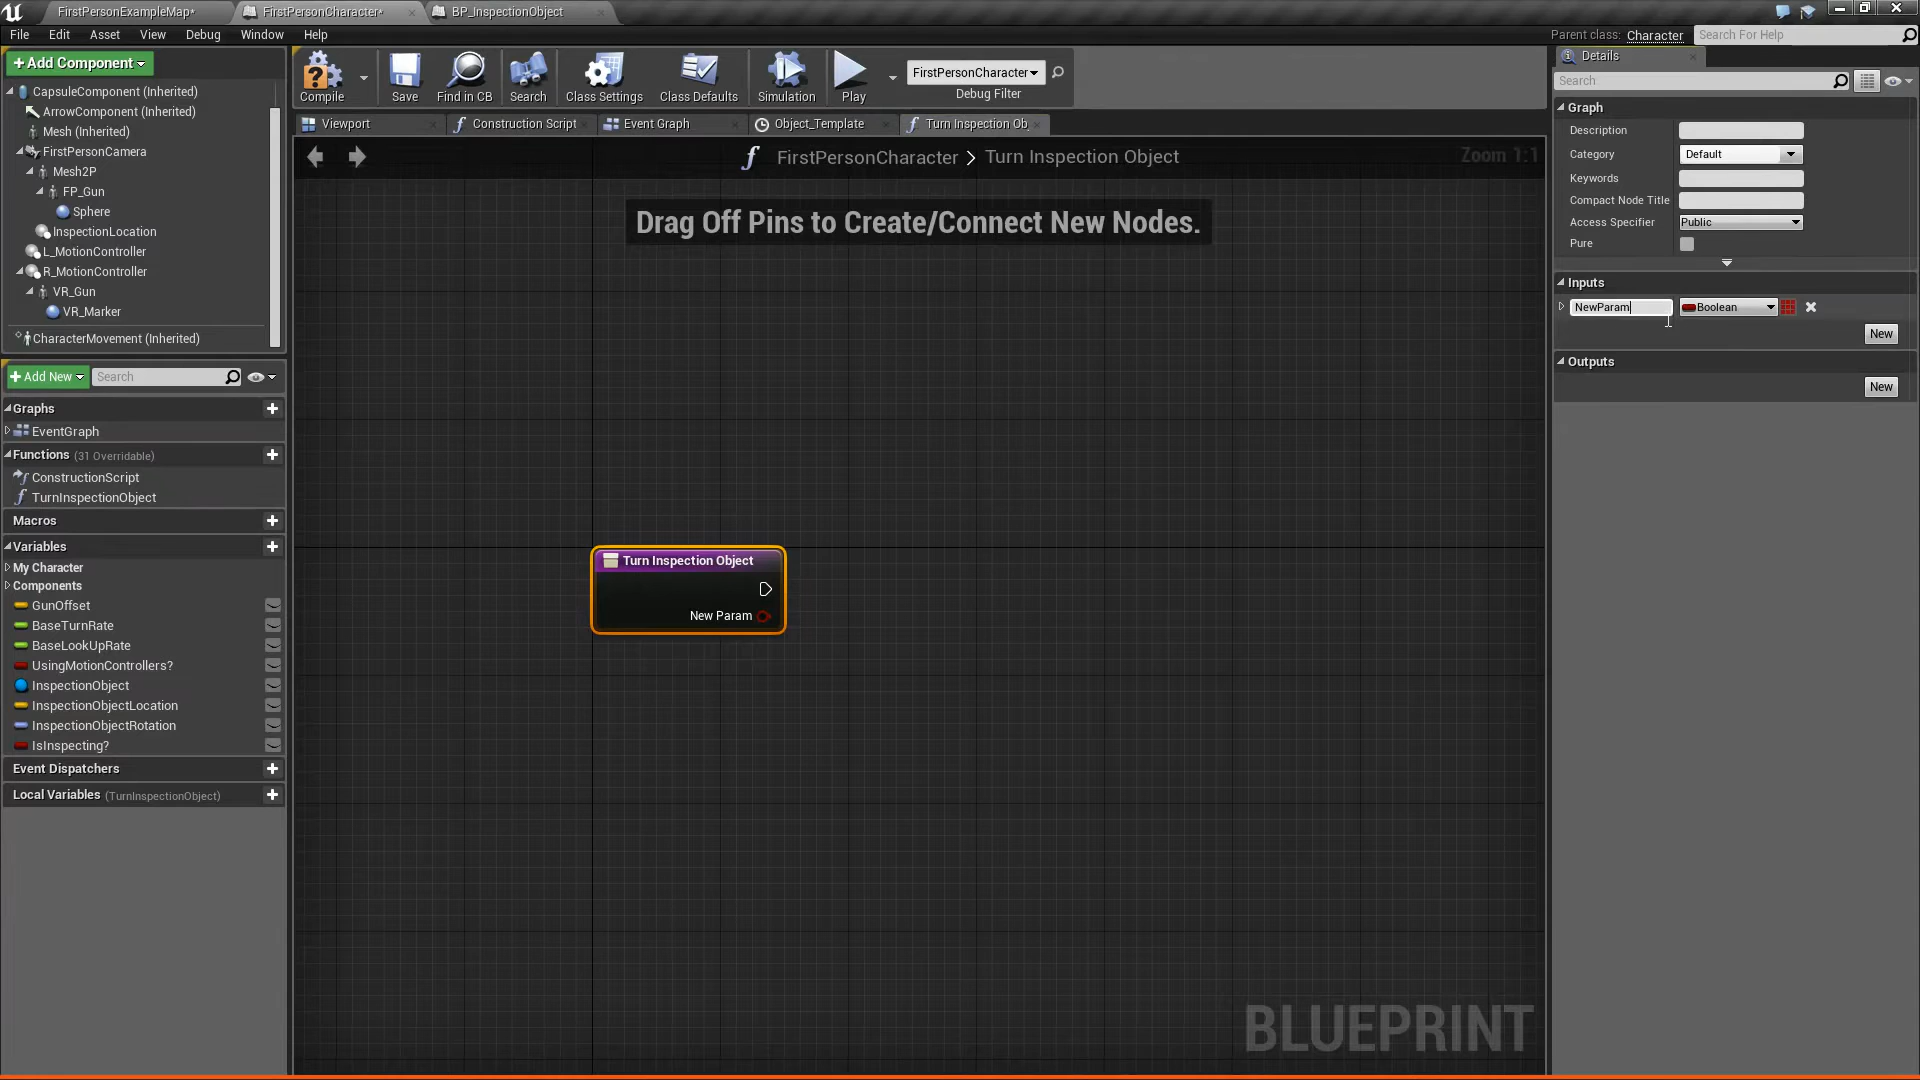 FirstPersonExampleMap*
FirstPersonCharacter*
BP_InspectionObject
File Edit Asset View Debug Window Help
Parent class: Character
Search For Help
+ Add Component
CapsuleComponent (Inherited)
ArrowComponent (Inherited)
Mesh (Inherited)
FirstPersonCamera
Mesh2P
FP_Gun
Sphere
InspectionLocation
L_MotionController
R_MotionController
VR_Gun
VR_Marker
CharacterMovement (Inherited)
+ Add New
Search
Graphs
EventGraph
Functions (31 Overridable)
ConstructionScript
TurnInspectionObject
Macros
Variables
My Character
Components
GunOffset
BaseTurnRate
BaseLookUpRate
UsingMotionControllers?
InspectionObject
InspectionObjectLocation
InspectionObjectRotation
IsInspecting?
Event Dispatchers
Local Variables (TurnInspectionObject)
Compile
Save
Find in CB
Search
Class Settings
Class Defaults
Simulation
Play
FirstPersonCharacter
Debug Filter
Viewport
Construction Script
Event Graph
Object_Template
Turn Inspection Ob
FirstPersonCharacter > Turn Inspection Object
Zoom 1:1
Drag Off Pins to Create/Connect New Nodes.
Turn Inspection Object
New Param
BLUEPRINT
Details
Search
Graph
Description
Category
Default
Keywords
Compact Node Title
Access Specifier
Public
Pure
Inputs
NewParam
Boolean
New
Outputs
New